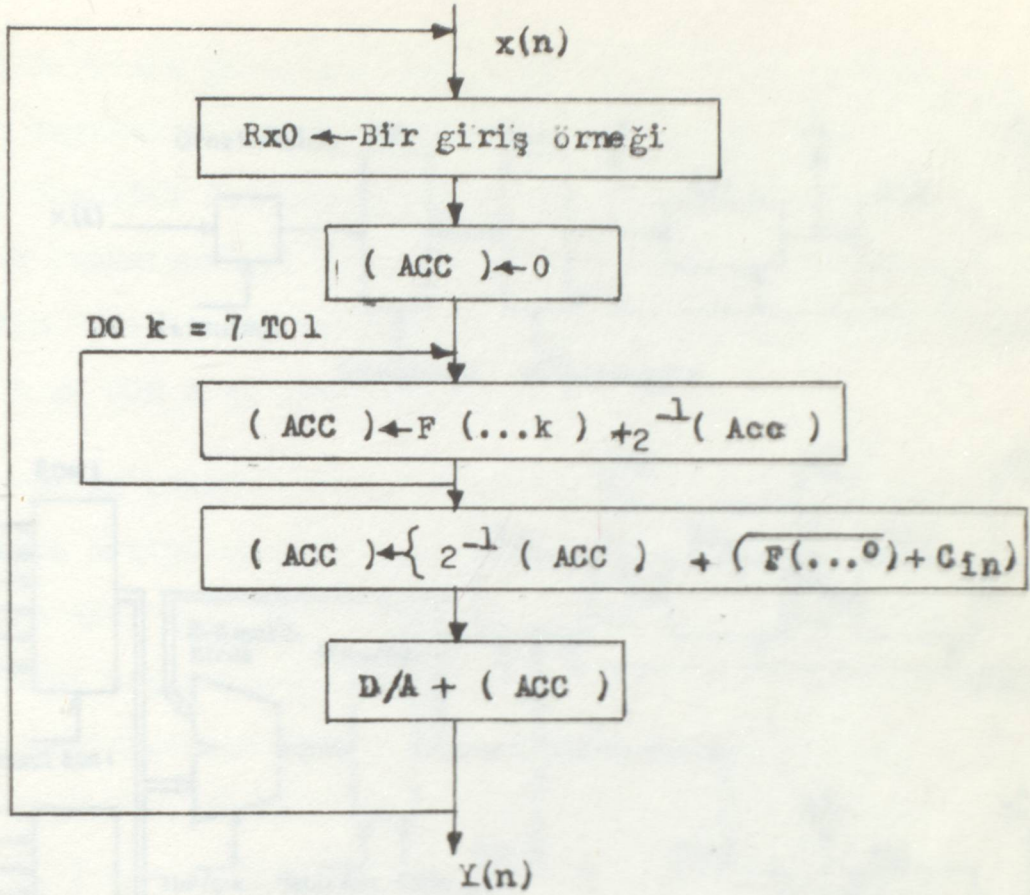 x(n)
Rx0 ← Bir giriş örneği
( ACC ) ← 0
DO k = 7 TO1
( ACC ) ← F (...k ) +2⁻¹( Acc )
( ACC ) ← { 2⁻¹ ( ACC ) + (F̅(̅.̅.̅.̅0̅)̅ + Cin)
D/A + ( ACC )
Y(n)
x(t)